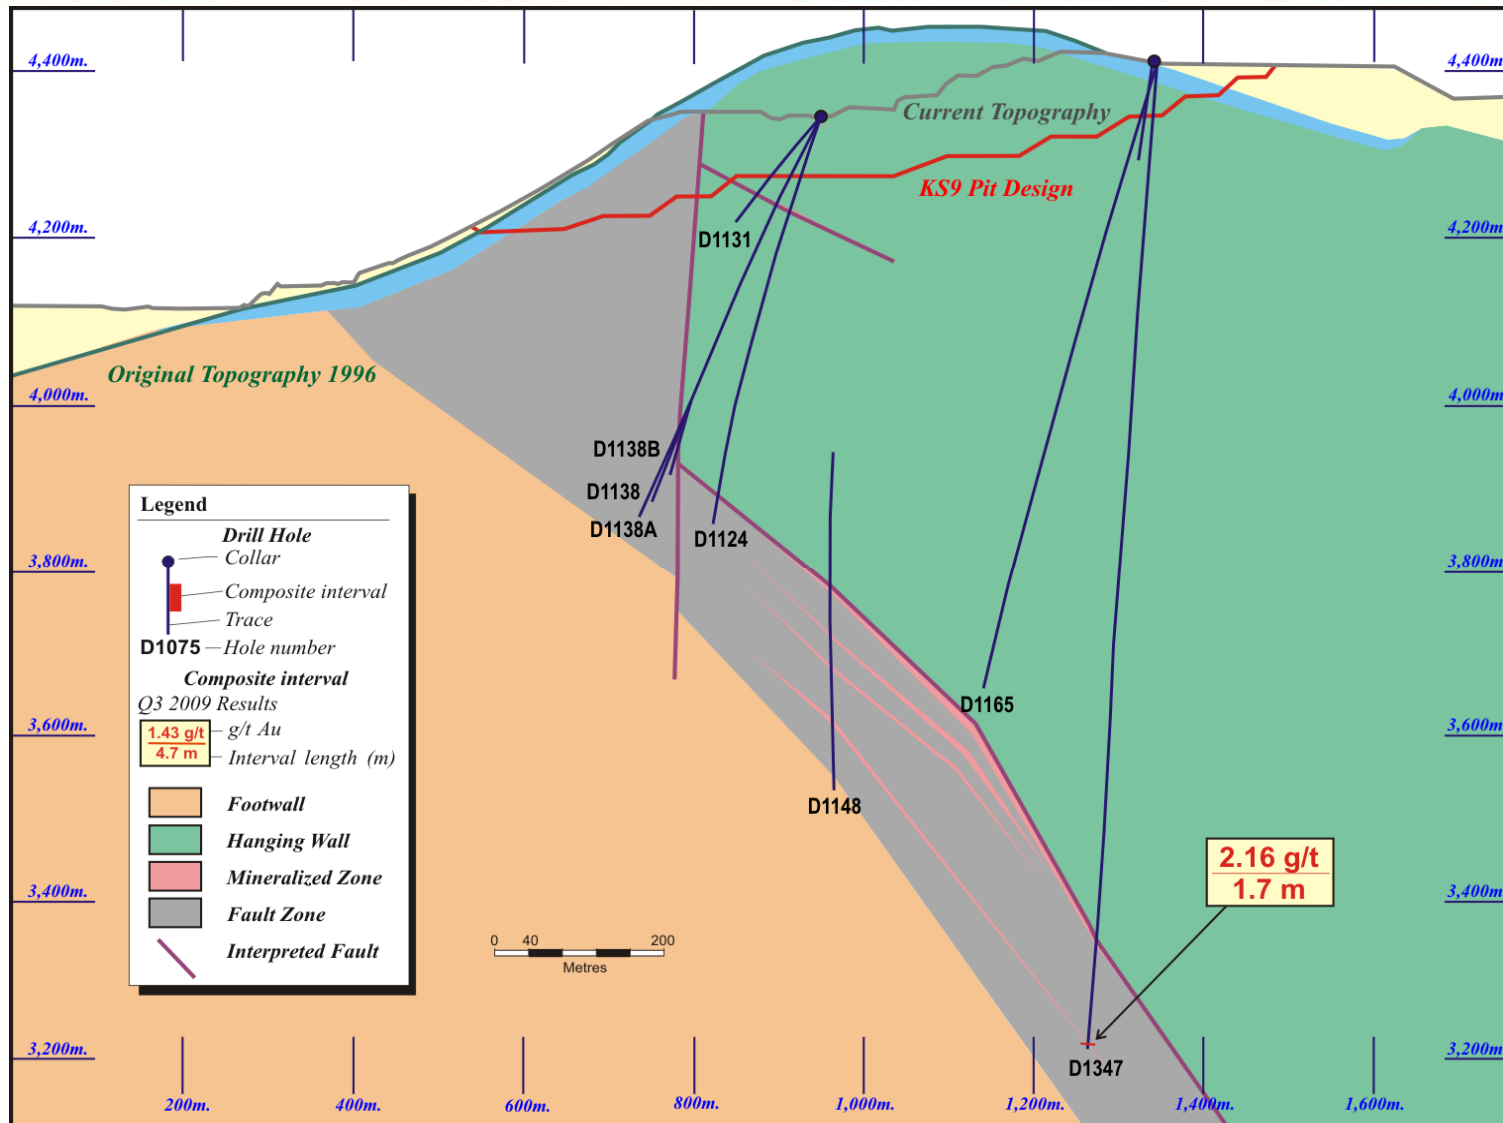 4,400m.
4,400m
Current Topography
KS9 Pit Design
4,200m.
D1131
4,200m
Original Topography 1996
4,000m.
4,000m
D1138B
D1138
D1138A
D1124
3,800m.
3,800m
Legend
Drill Hole
Collar
Composite interval
Trace
D1075 Hole number
Composite interval
Q3 2009 Results
1.43 g/t
4.7 m
g/t Au
Interval length (m)
Footwall
Hanging Wall
Mineralized Zone
Fault Zone
Interpreted Fault
D1165
3,600m.
3,600m
D1148
2.16 g/t
1.7 m
3,400m.
3,400m
0 40 200
Metres
3,200m.
3,200m
D1347
200m. 400m. 600m. 800m. 1,000m. 1,200m. 1,400m. 1,600m.